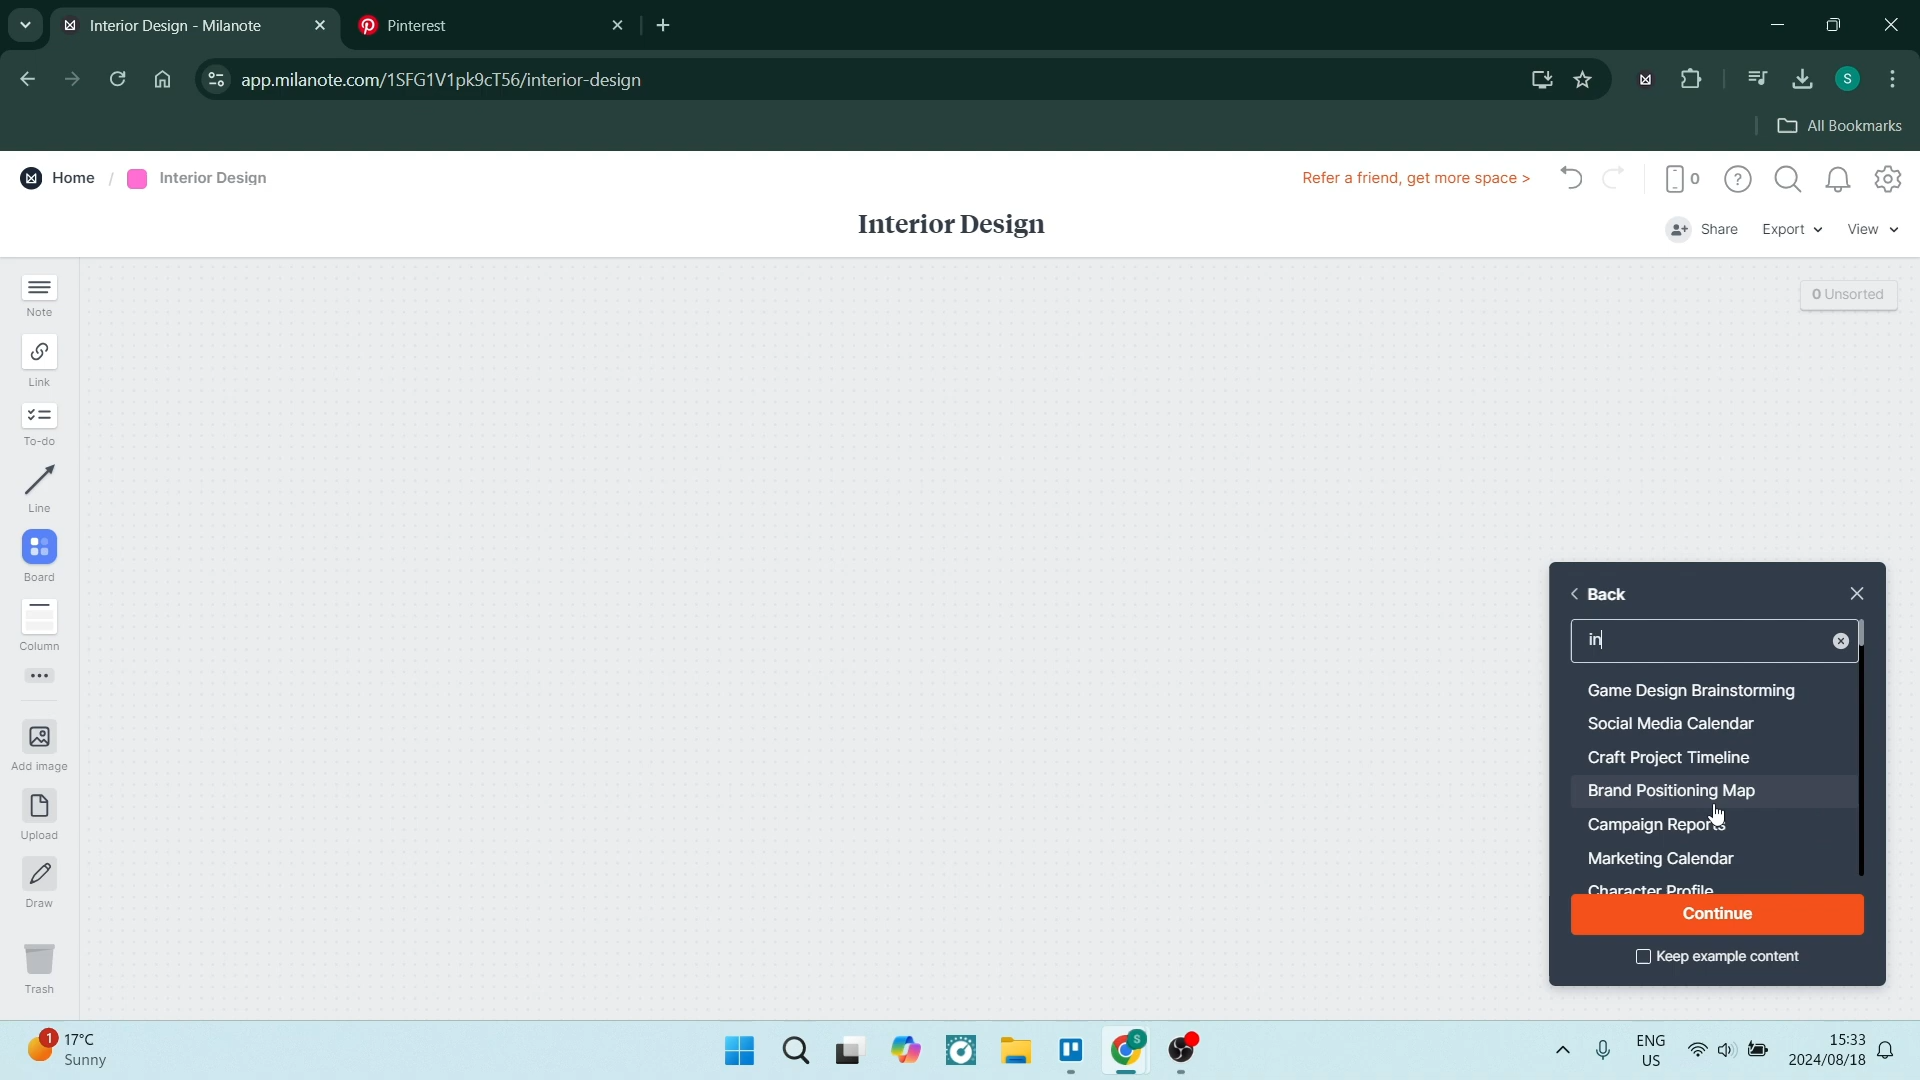 Interior Design - Milanote
Pinterest
app.milanote.com/1SFG1V1pk9cT56/interior-design
S
All Bookmarks
Home / Interior Design
Refer a friend, get more space >
0
?
Interior Design
Share
Export
View
Note
0 Unsorted
Link
To-do
Line
Board
Column
Add image
Upload
Draw
Trash
Back
in
Game Design Brainstorming
Social Media Calendar
Craft Project Timeline
Brand Positioning Map
Campaign Reports
Marketing Calendar
Character Profile
Continue
Keep example content
1
17°C
Sunny
S
ENG
US
15:33
2024/08/18